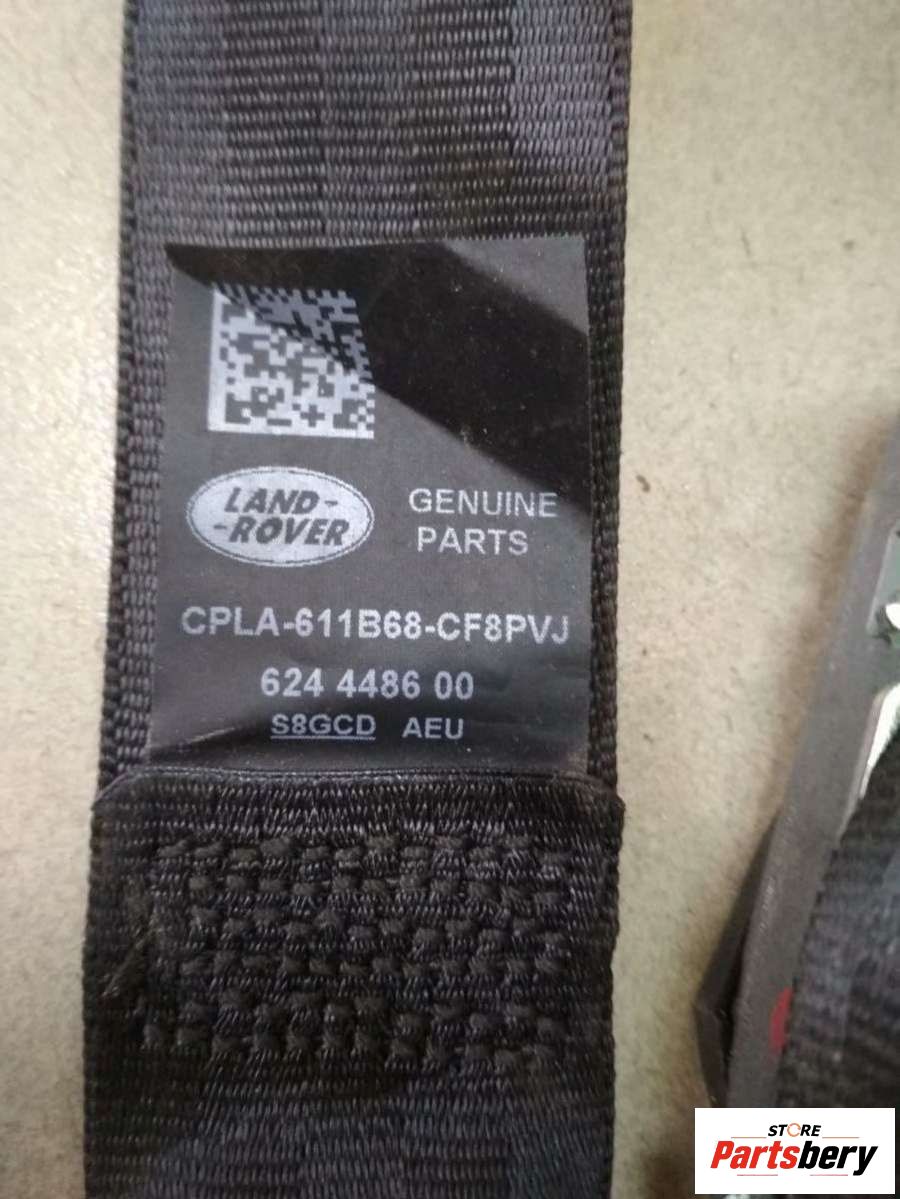 LAND-
-ROVER
GENUINE
PARTS
CPLA-611B68-CF8PVJ
624 4486 00
S8GCD AEU
STORE
Partsbery